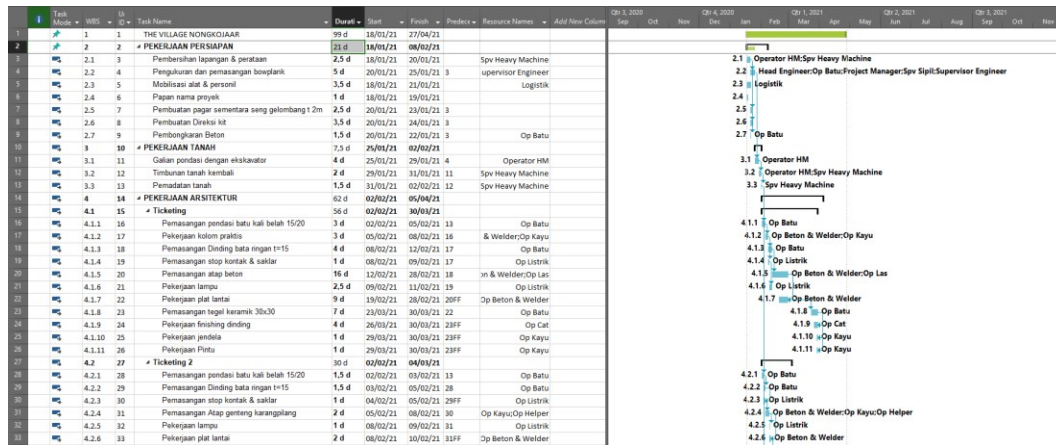 Task Mode WBS ID Task Name Durati Start Finish Predece Resource Names Add New Colum
Qtr 3, 2020 Qtr 4, 2020 Qtr 1, 2021 Qtr 2, 2021 Qtr 3, 2021
Sep Oct Nov Dec Jan Feb Mar Apr May Jun Jul Aug Sep Oct Nov
1 1 1 THE VILLAGE NONGKOJAAR 99 d 18/01/21 27/04/21
2 2 2 PEKERJAAN PERSIAPAN 21 d 18/01/21 08/02/21
3 2.1 3 Pembersihan lapangan & perataan 2,5 d 18/01/21 20/01/21 Spv Heavy Machine 2.1 Operator HM;Spv Heavy Machine
4 2.2 4 Pengukuran dan pemasangan bowplank 5 d 20/01/21 25/01/21 3 upervisor Engineer 2.2 Head Engineer;Op Batu;Project Manager;Spv Sipil;Supervisor Engineer
5 2.3 5 Mobilisasi alat & personil 3,5 d 18/01/21 21/01/21 Logistik 2.3 Logistik
6 2.4 6 Papan nama proyek 1 d 18/01/21 19/01/21 2.4
7 2.5 7 Pembuatan pagar sementara seng gelombang t 2m 2,5 d 20/01/21 23/01/21 3 2.5
8 2.6 8 Pembuatan Direksi kit 3,5 d 20/01/21 24/01/21 3 2.6
9 2.7 9 Pembongkaran Beton 1,5 d 20/01/21 22/01/21 3 Op Batu 2.7 Op Batu
10 3 10 PEKERJAAN TANAH 7,5 d 25/01/21 02/02/21
11 3.1 11 Galian pondasi dengan ekskavator 4 d 25/01/21 29/01/21 4 Operator HM 3.1 Operator HM
12 3.2 12 Timbunan tanah kembali 2 d 29/01/21 31/01/21 11 Spv Heavy Machine 3.2 Operator HM;Spv Heavy Machine
13 3.3 13 Pemadatan tanah 1,5 d 31/01/21 02/02/21 12 Spv Heavy Machine 3.3 Spv Heavy Machine
14 4 14 PEKERJAAN ARSITEKTUR 62 d 02/02/21 05/04/21
15 4.1 15 Ticketing 56 d 02/02/21 30/03/21
16 4.1.1 16 Pemasangan pondasi batu kali belah 15/20 3 d 02/02/21 05/02/21 13 Op Batu 4.1.1 Op Batu
17 4.1.2 17 Pekerjaan kolom praktis 3 d 05/02/21 08/02/21 16 & Welder;Op Kayu 4.1.2 Op Beton & Welder;Op Kayu
18 4.1.3 18 Pemasangan Dinding bata ringan t=15 4 d 08/02/21 12/02/21 17 Op Batu 4.1.3 Op Batu
19 4.1.4 19 Pemasangan stop kontak & saklar 1 d 08/02/21 09/02/21 17 Op Listrik 4.1.4 Op Listrik
20 4.1.5 20 Pemasangan atap beton 16 d 12/02/21 28/02/21 18 on & Welder;Op Las 4.1.5 Op Beton & Welder;Op Las
21 4.1.6 21 Pekerjaan lampu 2,5 d 09/02/21 11/02/21 19 Op Listrik 4.1.6 Op Listrik
22 4.1.7 22 Pekerjaan plat lantai 9 d 19/02/21 28/02/21 20FF Op Beton & Welder 4.1.7 Op Beton & Welder
23 4.1.8 23 Pemasangan tegel keramik 30x30 7 d 23/03/21 30/03/21 22 Op Batu 4.1.8 Op Batu
24 4.1.9 24 Pekerjaan finishing dinding 4 d 26/03/21 30/03/21 23FF Op Cat 4.1.9 Op Cat
25 4.1.10 25 Pekerjaan jendela 1 d 29/03/21 30/03/21 23FF Op Kayu 4.1.10 Op Kayu
26 4.1.11 26 Pekerjaan Pintu 1 d 29/03/21 30/03/21 23FF Op Kayu 4.1.11 Op Kayu
27 4.2 27 Ticketing 2 30 d 02/02/21 04/03/21
28 4.2.1 28 Pemasangan pondasi batu kali belah 15/20 1,5 d 02/02/21 03/02/21 13 Op Batu 4.2.1 Op Batu
29 4.2.2 29 Pemasangan Dinding bata ringan t=15 1,5 d 03/02/21 05/02/21 28 Op Batu 4.2.2 Op Batu
30 4.2.3 30 Pemasangan stop kontak & saklar 1 d 04/02/21 05/02/21 29FF Op Listrik 4.2.3 Op Listrik
31 4.2.4 31 Pemasangan Atap genteng karangpilang 2 d 05/02/21 08/02/21 30 Op Kayu;Op Helper 4.2.4 Op Beton & Welder;Op Kayu;Op Helper
32 4.2.5 32 Pekerjaan lampu 1 d 08/02/21 09/02/21 31 Op Listrik 4.2.5 Op Listrik
33 4.2.6 33 Pekerjaan plat lantai 2 d 08/02/21 10/02/21 31FF Op Beton & Welder 4.2.6 Op Beton & Welder